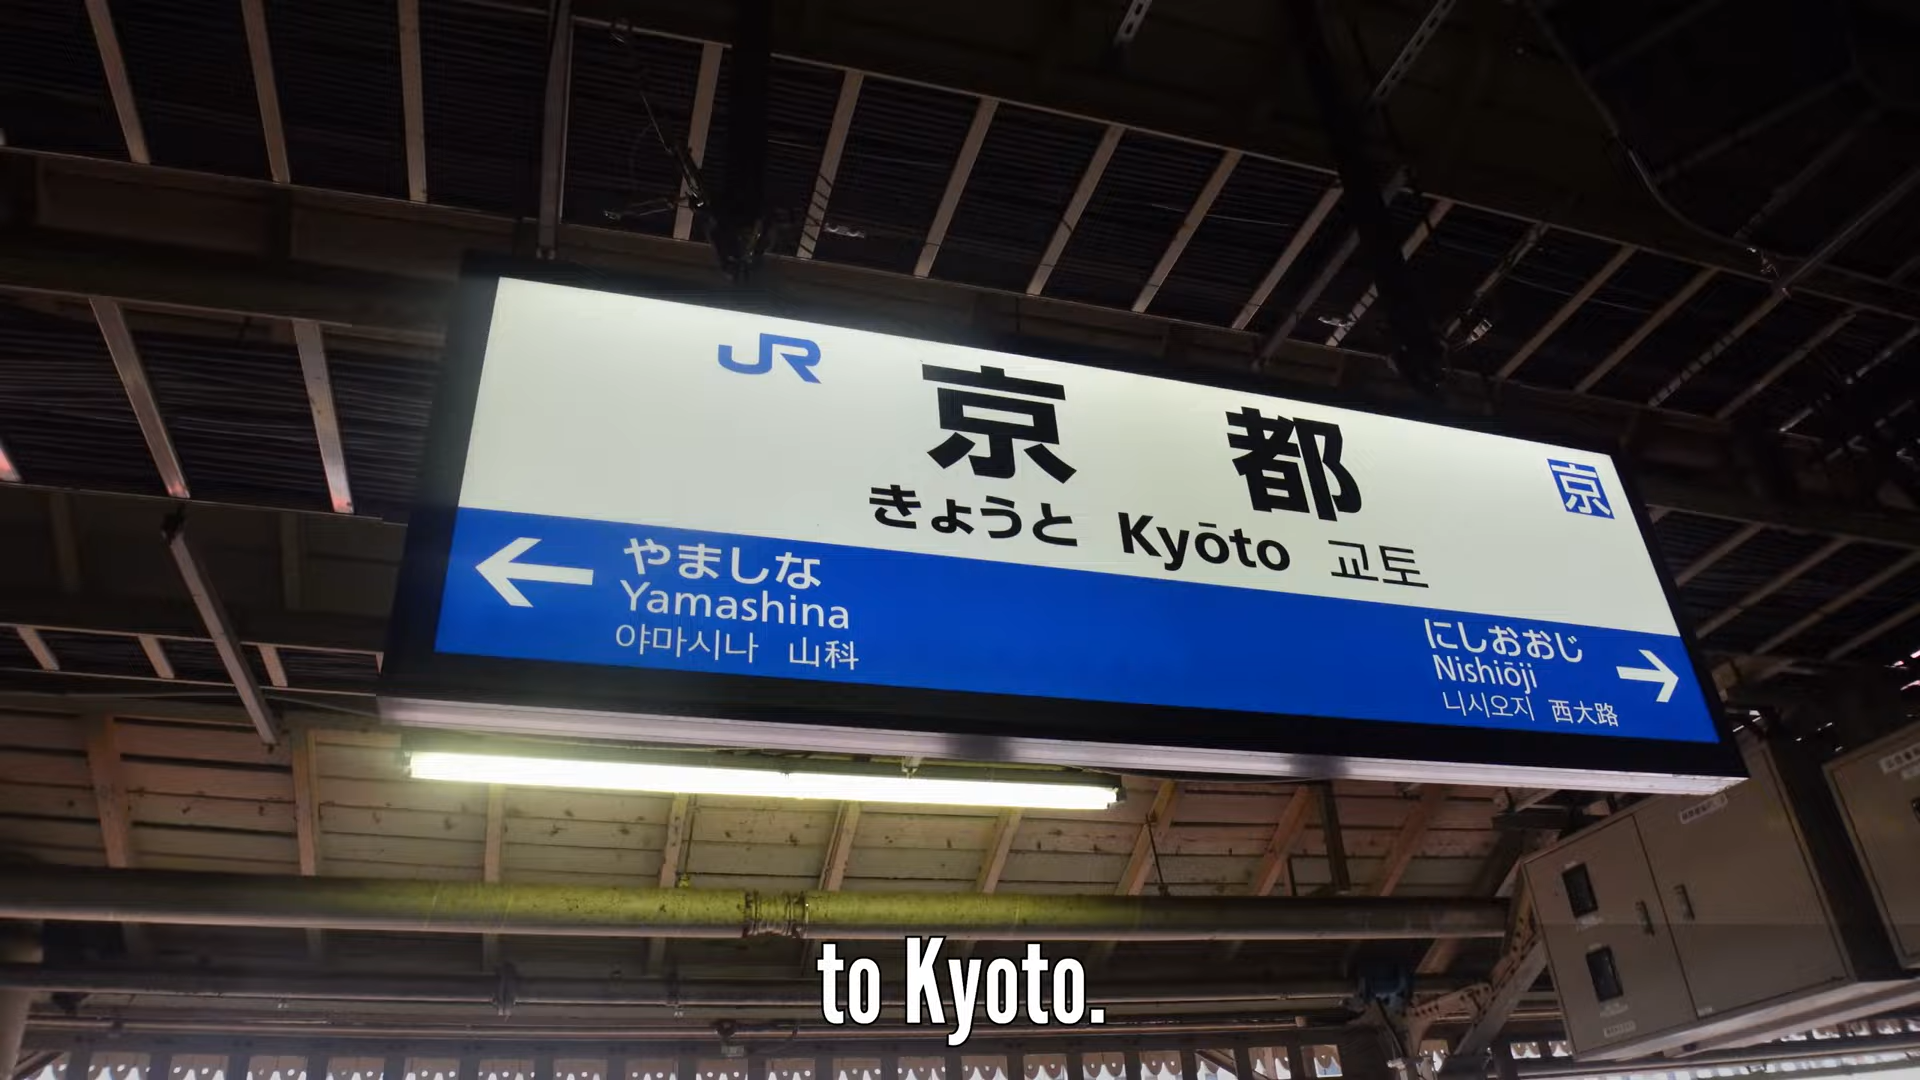 JR
京都
京
きょうと Kyōto 교토
やましな
Yamashina
야마시나 山科
にしおおじ
Nishiōji
니시오지 西大路
to Kyoto.